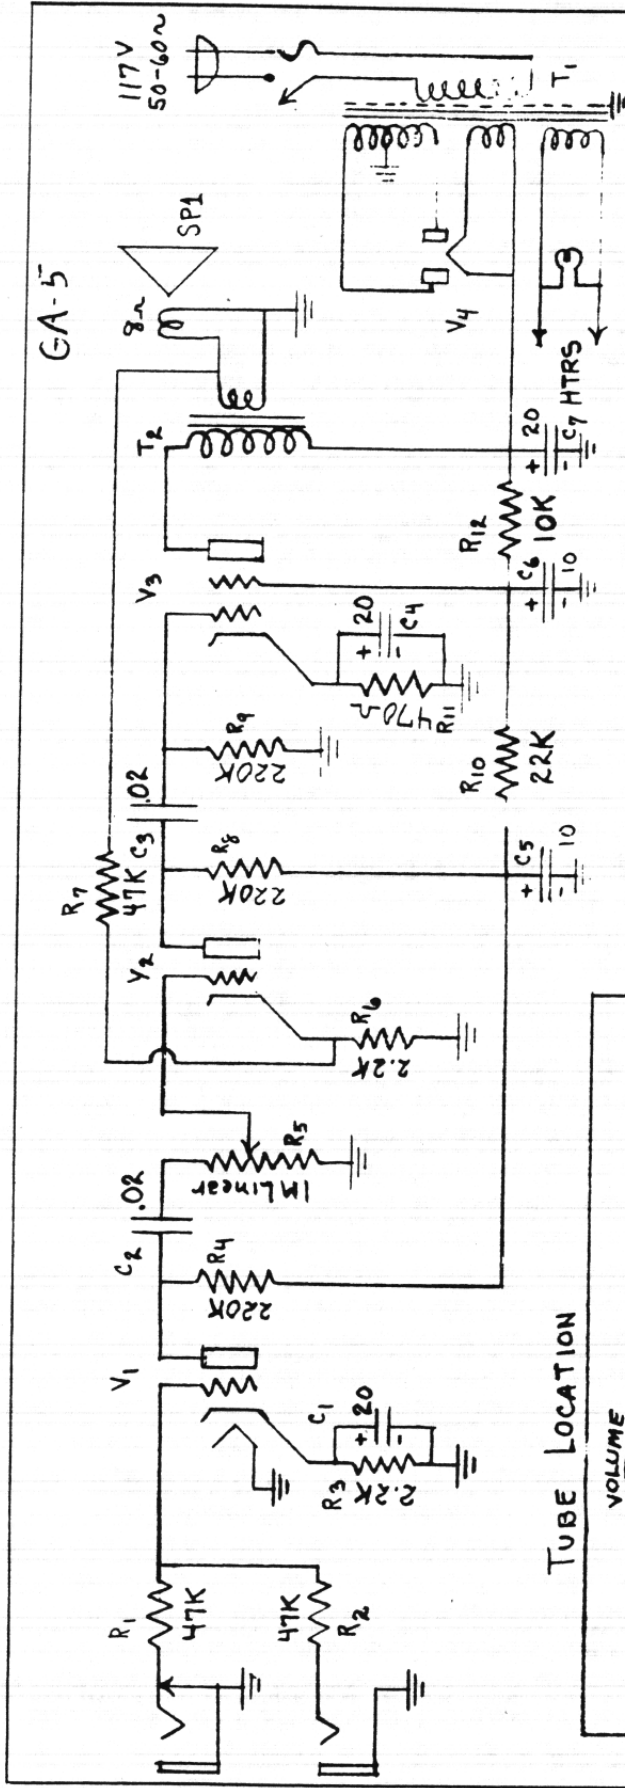 GA-5
117V
50-60~
T1
SP1
8Ω
T2
V4
HTRS
V3
20
C7
+
-
R12
10K
C6
10
+
-
20
C4
+
-
470Ω
R11
R9
220K
R10
22K
.02
C3
R8
220K
C5
10
+
-
R7
47K
V2
R6
2.2K
R5
1M Linear
.02
C2
R4
220K
V1
C1
20
+
-
R3
2.2K
R1
47K
47K
R2
TUBE LOCATION
VOLUME